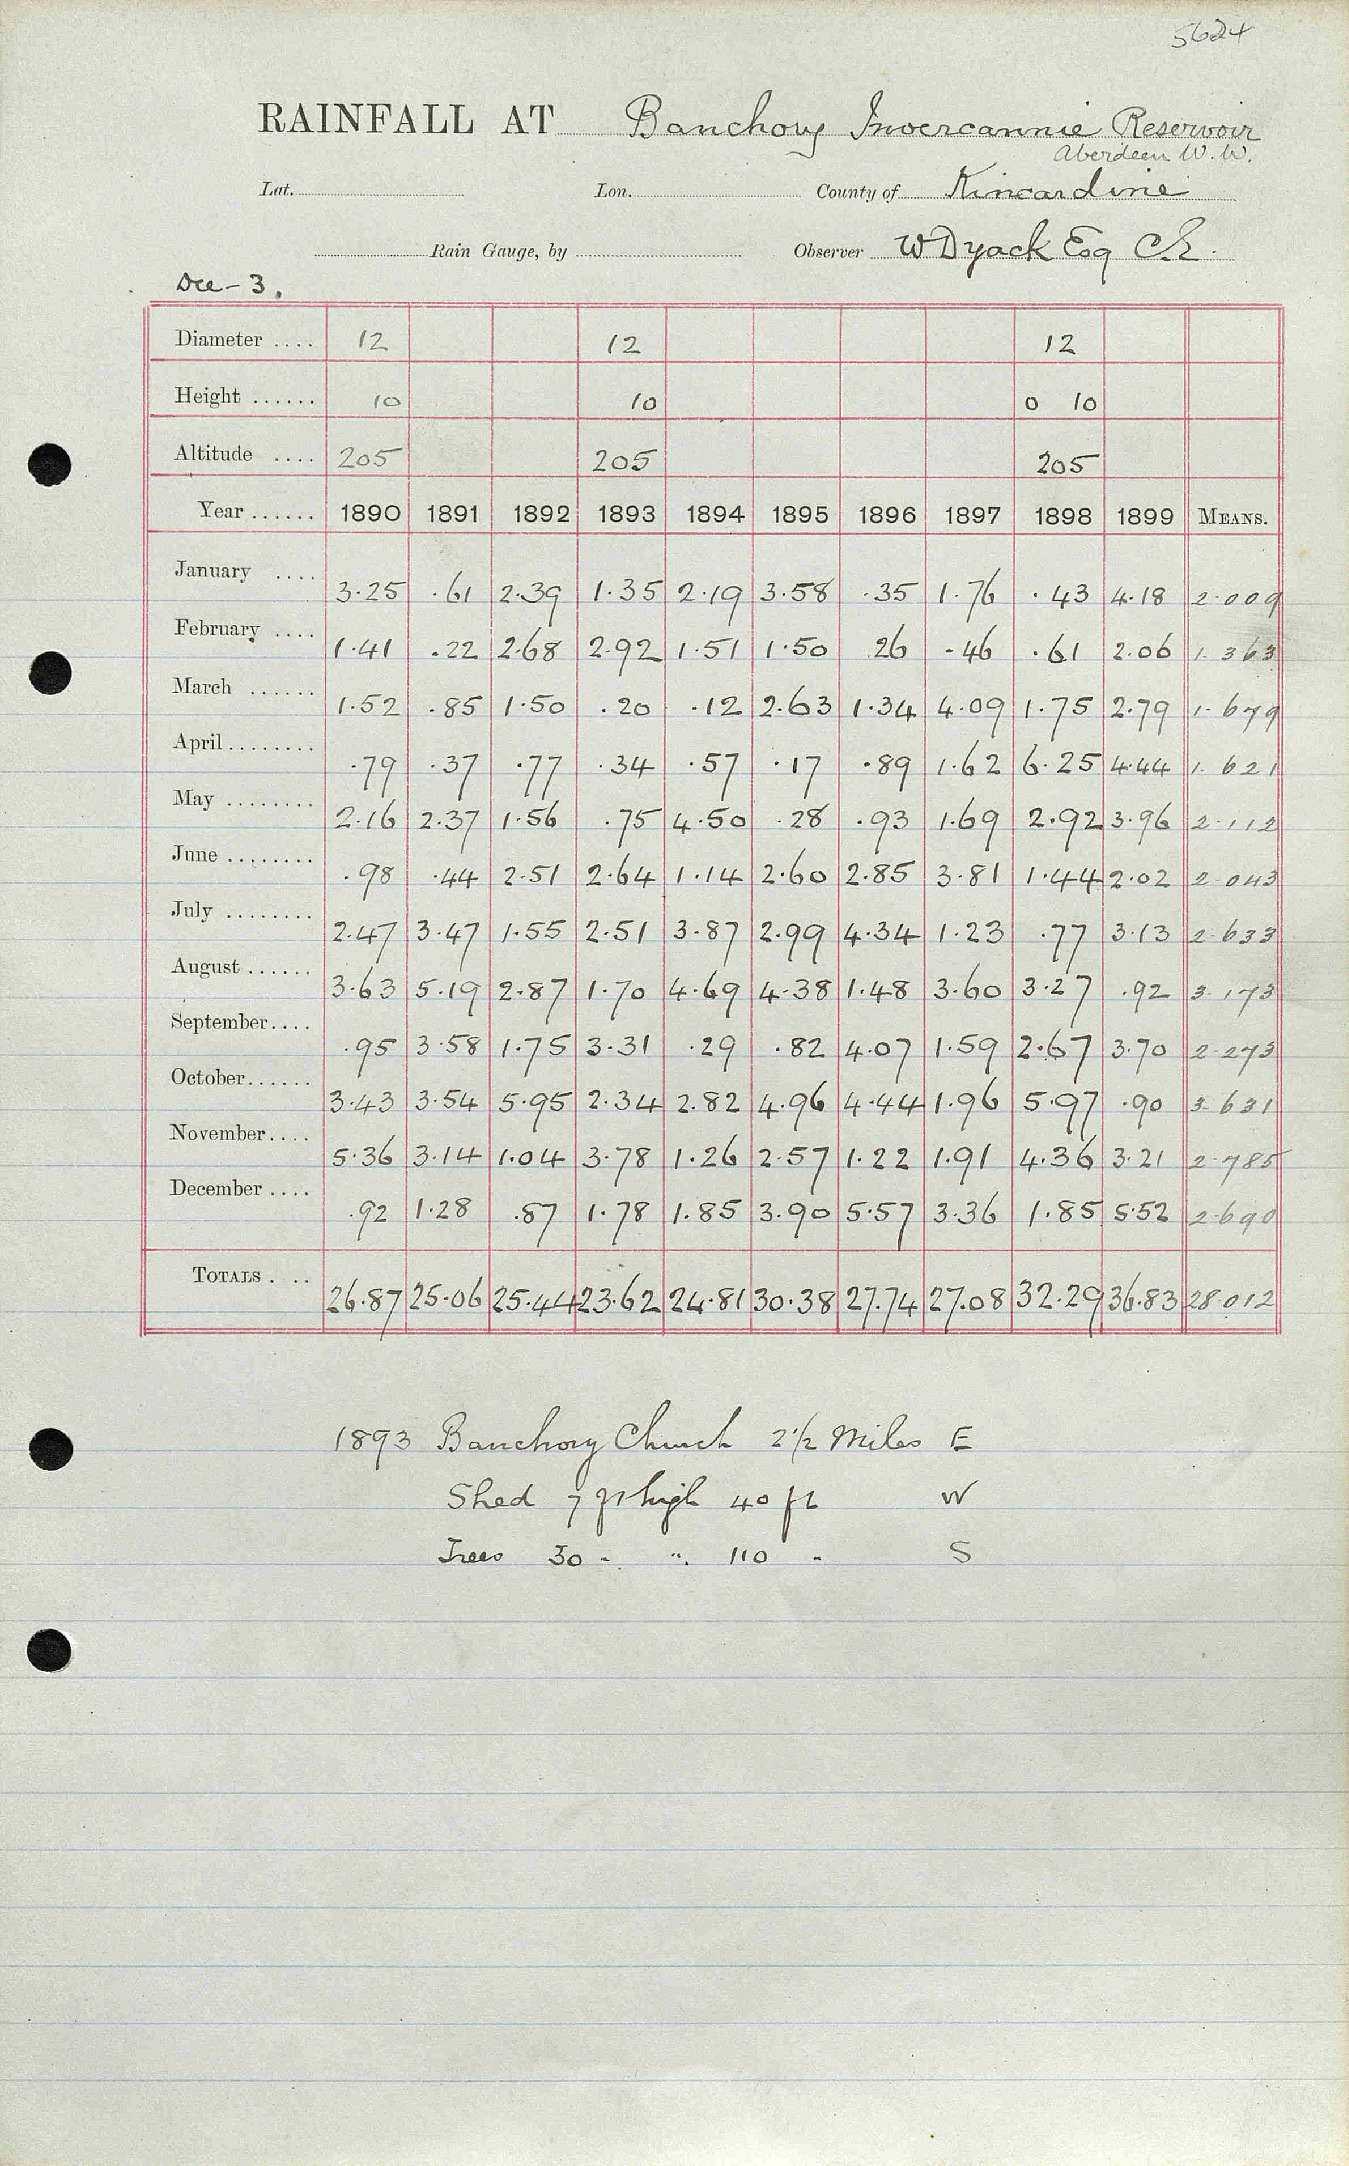 5624
RAINFALL AT Banchory Invercannie Reservoir
Aberdeen W.W.
Lat. Lon. County of Kincardine
Rain Gauge, by Observer W Dyack Esq C.E.
Dee - 3.
Diameter .... 12 12 12
Height ...... 10 10 0 10
Altitude .... 205 205 205
Year ...... 1890 1891 1892 1893 1894 1895 1896 1897 1898 1899 MEANS.
January .... 3.25 .61 2.39 1.35 2.19 3.58 .35 1.76 .43 4.18 2.009
February .... 1.41 .22 2.68 2.92 1.51 1.50 26 .46 .61 2.06 1.363
March ...... 1.52 .85 1.50 .20 .12 2.63 1.34 4.09 1.75 2.79 1.679
April ........ .79 .37 .77 .34 .57 .17 .89 1.62 6.25 4.44 1.621
May ........ 2.16 2.37 1.56 .75 4.50 .28 .93 1.69 2.92 3.96 2.112
June ........ .98 .44 2.51 2.64 1.14 2.60 2.85 3.81 1.44 2.02 2.043
July ........ 2.47 3.47 1.55 2.51 3.87 2.99 4.34 1.23 .77 3.13 2.633
August ...... 3.63 5.19 2.87 1.70 4.69 4.38 1.48 3.60 3.27 .92 3.173
September .... .95 3.58 1.75 3.31 .29 .82 4.07 1.59 2.67 3.70 2.273
October ...... 3.43 3.54 5.95 2.34 2.82 4.96 4.44 1.96 5.97 .90 3.631
November .... 5.36 3.14 1.04 3.78 1.26 2.57 1.22 1.91 4.36 3.21 2.785
December .... .92 1.28 .87 1.78 1.85 3.90 5.57 3.36 1.85 5.52 2.690
TOTALS . .. 26.87 25.06 25.44 23.62 24.81 30.38 27.74 27.08 32.29 36.83 28.012
1893 Banchory Church 2 1/2 Miles E
Shed 7 ft high 40 ft W
Trees 30 " " 110 " S